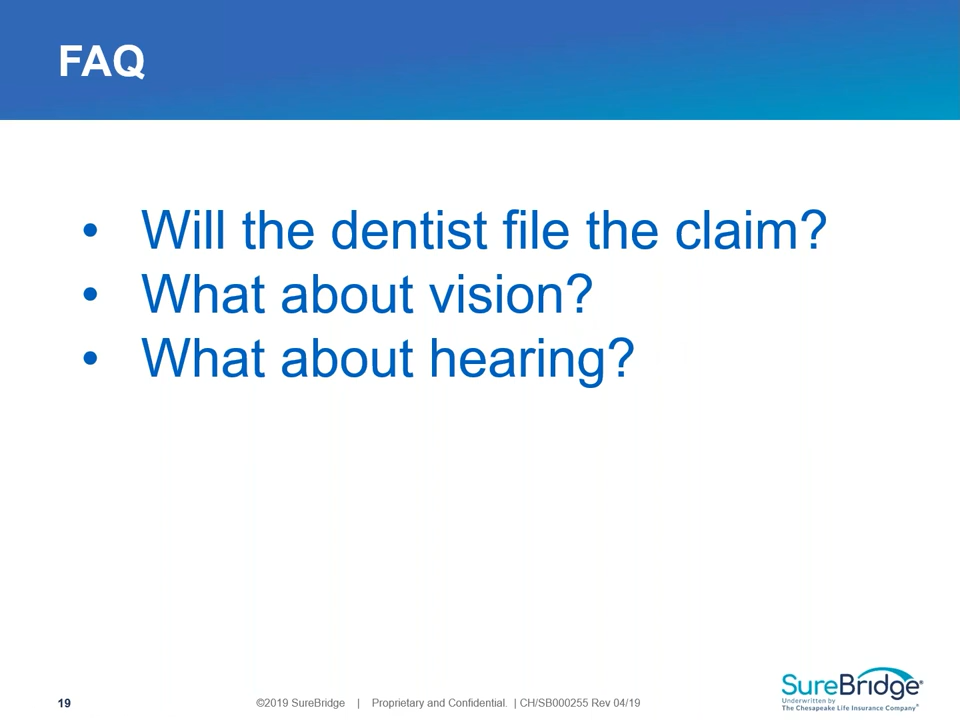 FAQ
• Will the dentist file the claim?
• What about vision?
• What about hearing?
19 ©2019 SureBridge | Proprietary and Confidential. | CH/SB000255 Rev 04/19
SureBridge®
Underwritten by
The Chesapeake Life Insurance Company®